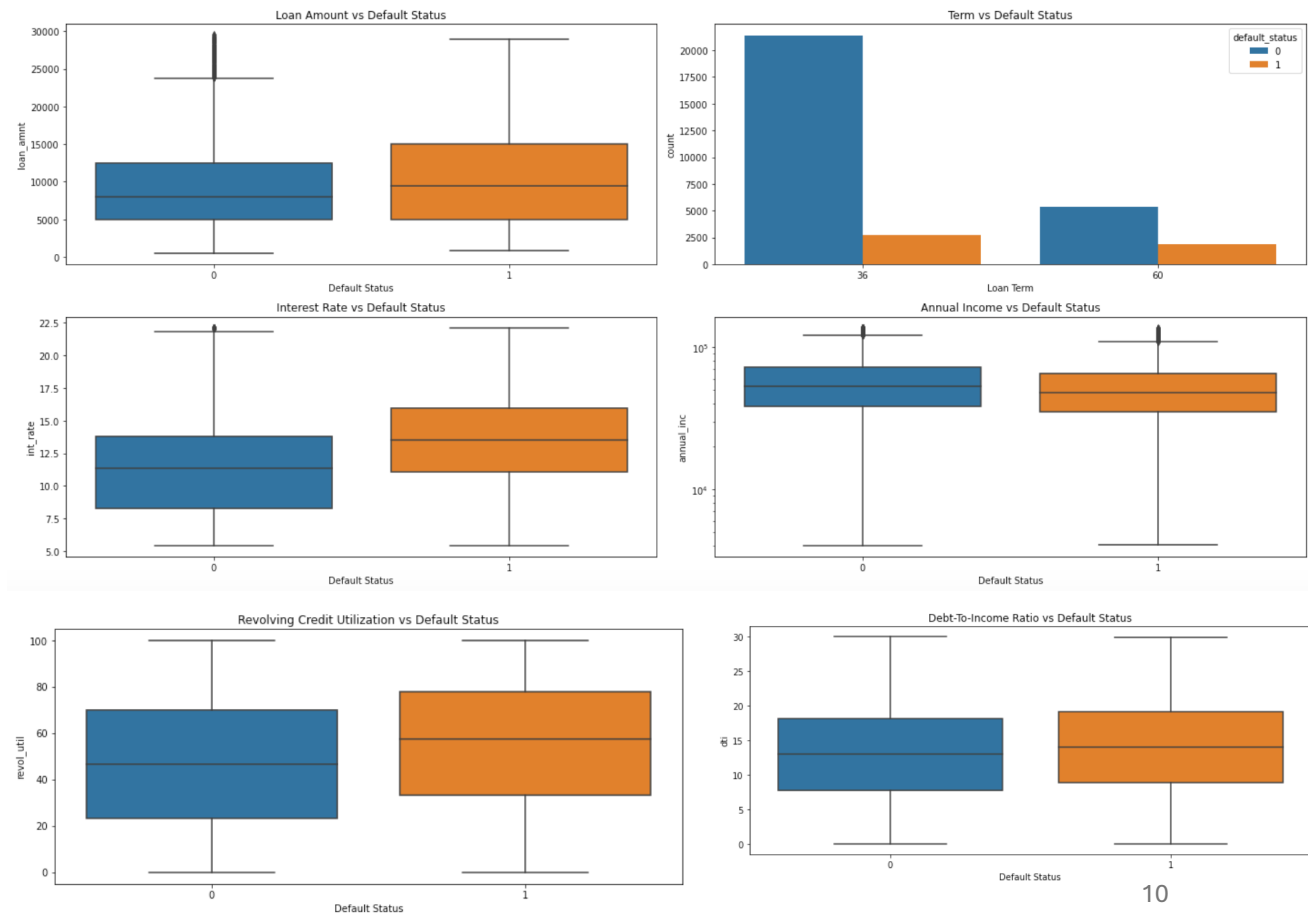 Loan Amount vs Default Status
30000
25000
20000
15000
10000
5000
0
loan_amnt
0
1
Default Status
Term vs Default Status
default_status
0
1
20000
17500
15000
12500
10000
7500
5000
2500
0
count
36
60
Loan Term
Interest Rate vs Default Status
22.5
20.0
17.5
15.0
12.5
10.0
7.5
5.0
int_rate
0
1
Default Status
Annual Income vs Default Status
10⁵
10⁴
annual_inc
0
1
Default Status
Revolving Credit Utilization vs Default Status
100
80
60
40
20
0
revol_util
0
1
Default Status
Debt-To-Income Ratio vs Default Status
30
25
20
15
10
5
0
dti
0
1
Default Status
10